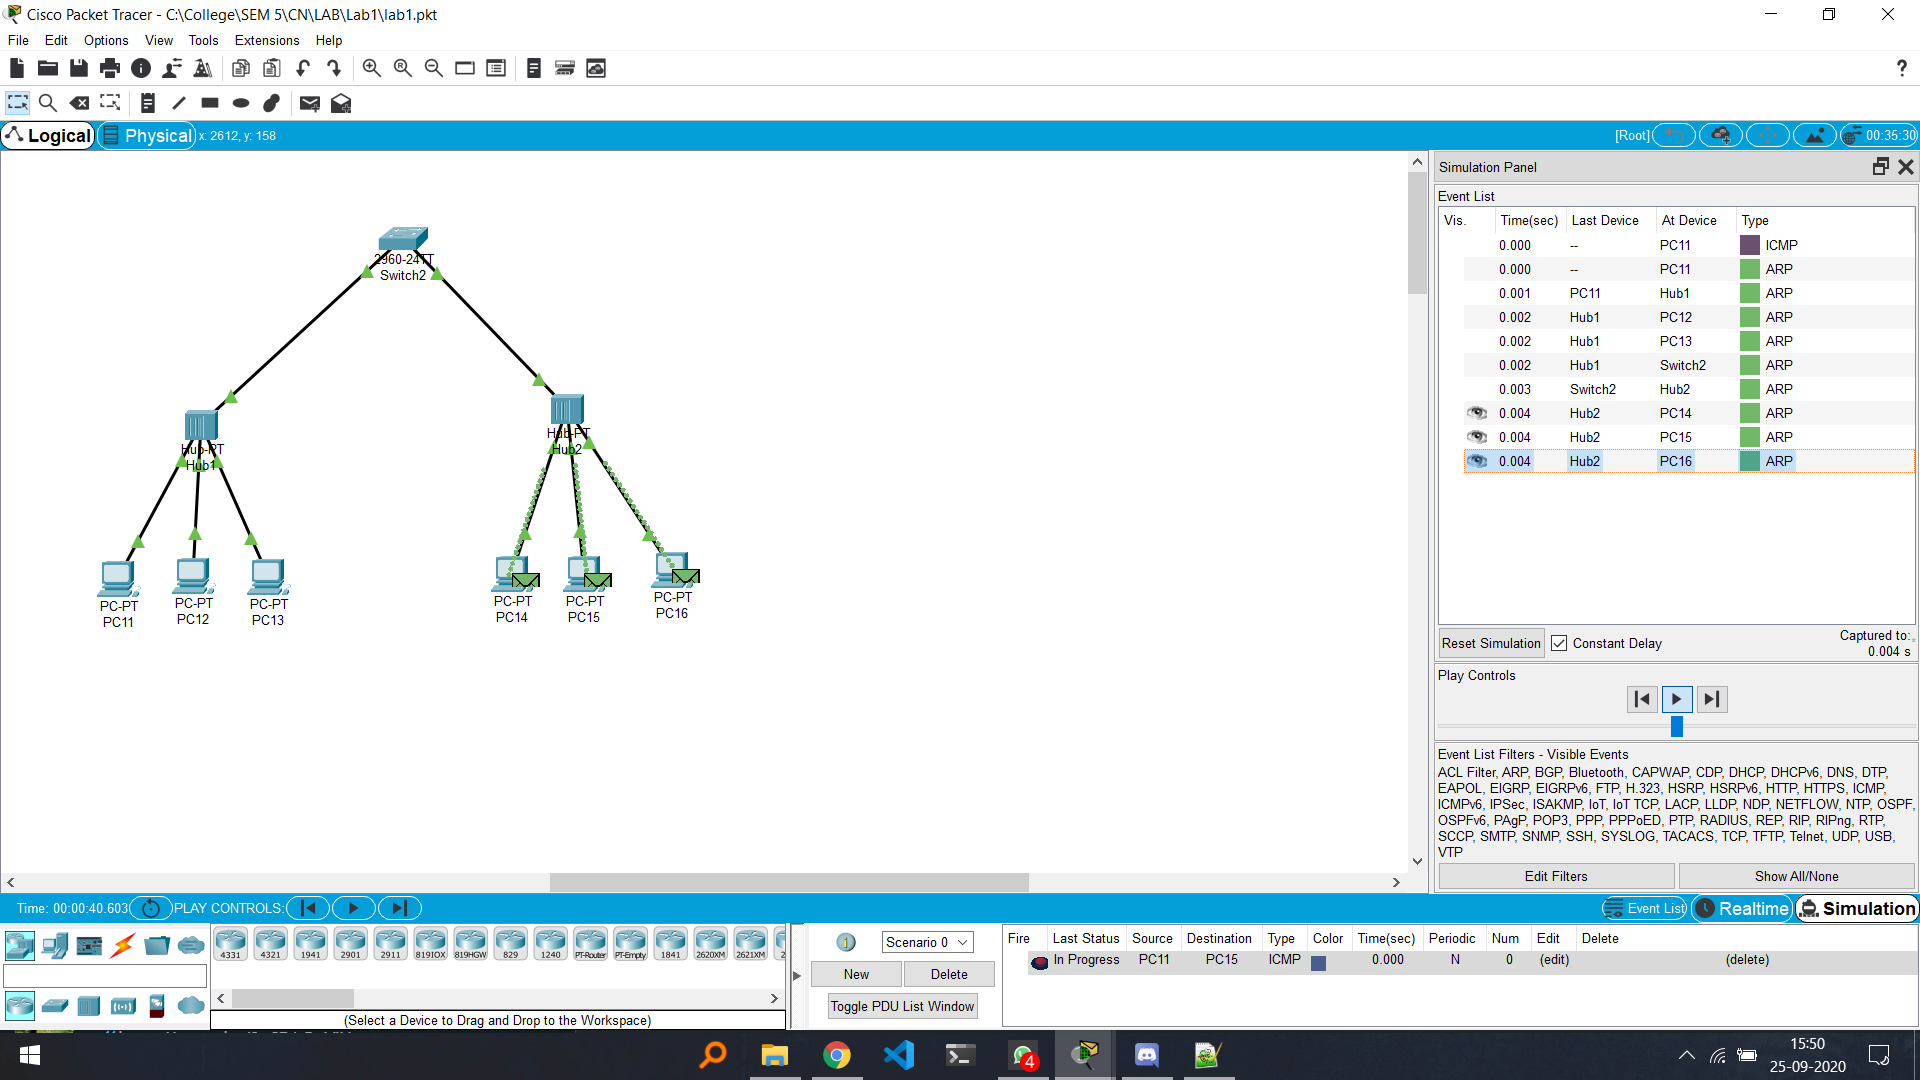 Cisco Packet Tracer - C:\College\SEM 5\CN\LAB\Lab1\lab1.pkt
File Edit Options View Tools Extensions Help
Logical Physical x: 2612, y: 158 [Root] 00:35:30
Simulation Panel
Event List
Vis. Time(sec) Last Device At Device Type
0.000 -- PC11 ICMP
0.000 -- PC11 ARP
0.001 PC11 Hub1 ARP
0.002 Hub1 PC12 ARP
0.002 Hub1 PC13 ARP
0.002 Hub1 Switch2 ARP
0.003 Switch2 Hub2 ARP
0.004 Hub2 PC14 ARP
0.004 Hub2 PC15 ARP
0.004 Hub2 PC16 ARP
2960-24TT
Switch2
Hub-PT
Hub1
Hub-PT
Hub2
PC-PT
PC11
PC-PT
PC12
PC-PT
PC13
PC-PT
PC14
PC-PT
PC15
PC-PT
PC16
Reset Simulation Constant Delay Captured to:
0.004 s
Play Controls
Event List Filters - Visible Events
ACL Filter, ARP, BGP, Bluetooth, CAPWAP, CDP, DHCP, DHCPv6, DNS, DTP,
EAPOL, EIGRP, EIGRPv6, FTP, H.323, HSRP, HSRPv6, HTTP, HTTPS, ICMP,
ICMPv6, IPSec, ISAKMP, IoT, IoT TCP, LACP, LLDP, NDP, NETFLOW, NTP, OSPF,
OSPFv6, PAgP, POP3, PPP, PPPoED, PTP, RADIUS, REP, RIP, RIPng, RTP,
SCCP, SMTP, SNMP, SSH, SYSLOG, TACACS, TCP, TFTP, Telnet, UDP, USB,
VTP
Edit Filters Show All/None
Time: 00:00:40.603 PLAY CONTROLS: Event List Realtime Simulation
4331 4321 1941 2901 2911 819IOX 819HGW 829 1240 PT-Router PT-Empty 1841 2620XM 2621XM
(Select a Device to Drag and Drop to the Workspace)
Scenario 0
New Delete
Toggle PDU List Window
Fire Last Status Source Destination Type Color Time(sec) Periodic Num Edit Delete
In Progress PC11 PC15 ICMP 0.000 N 0 (edit) (delete)
4
15:50
25-09-2020